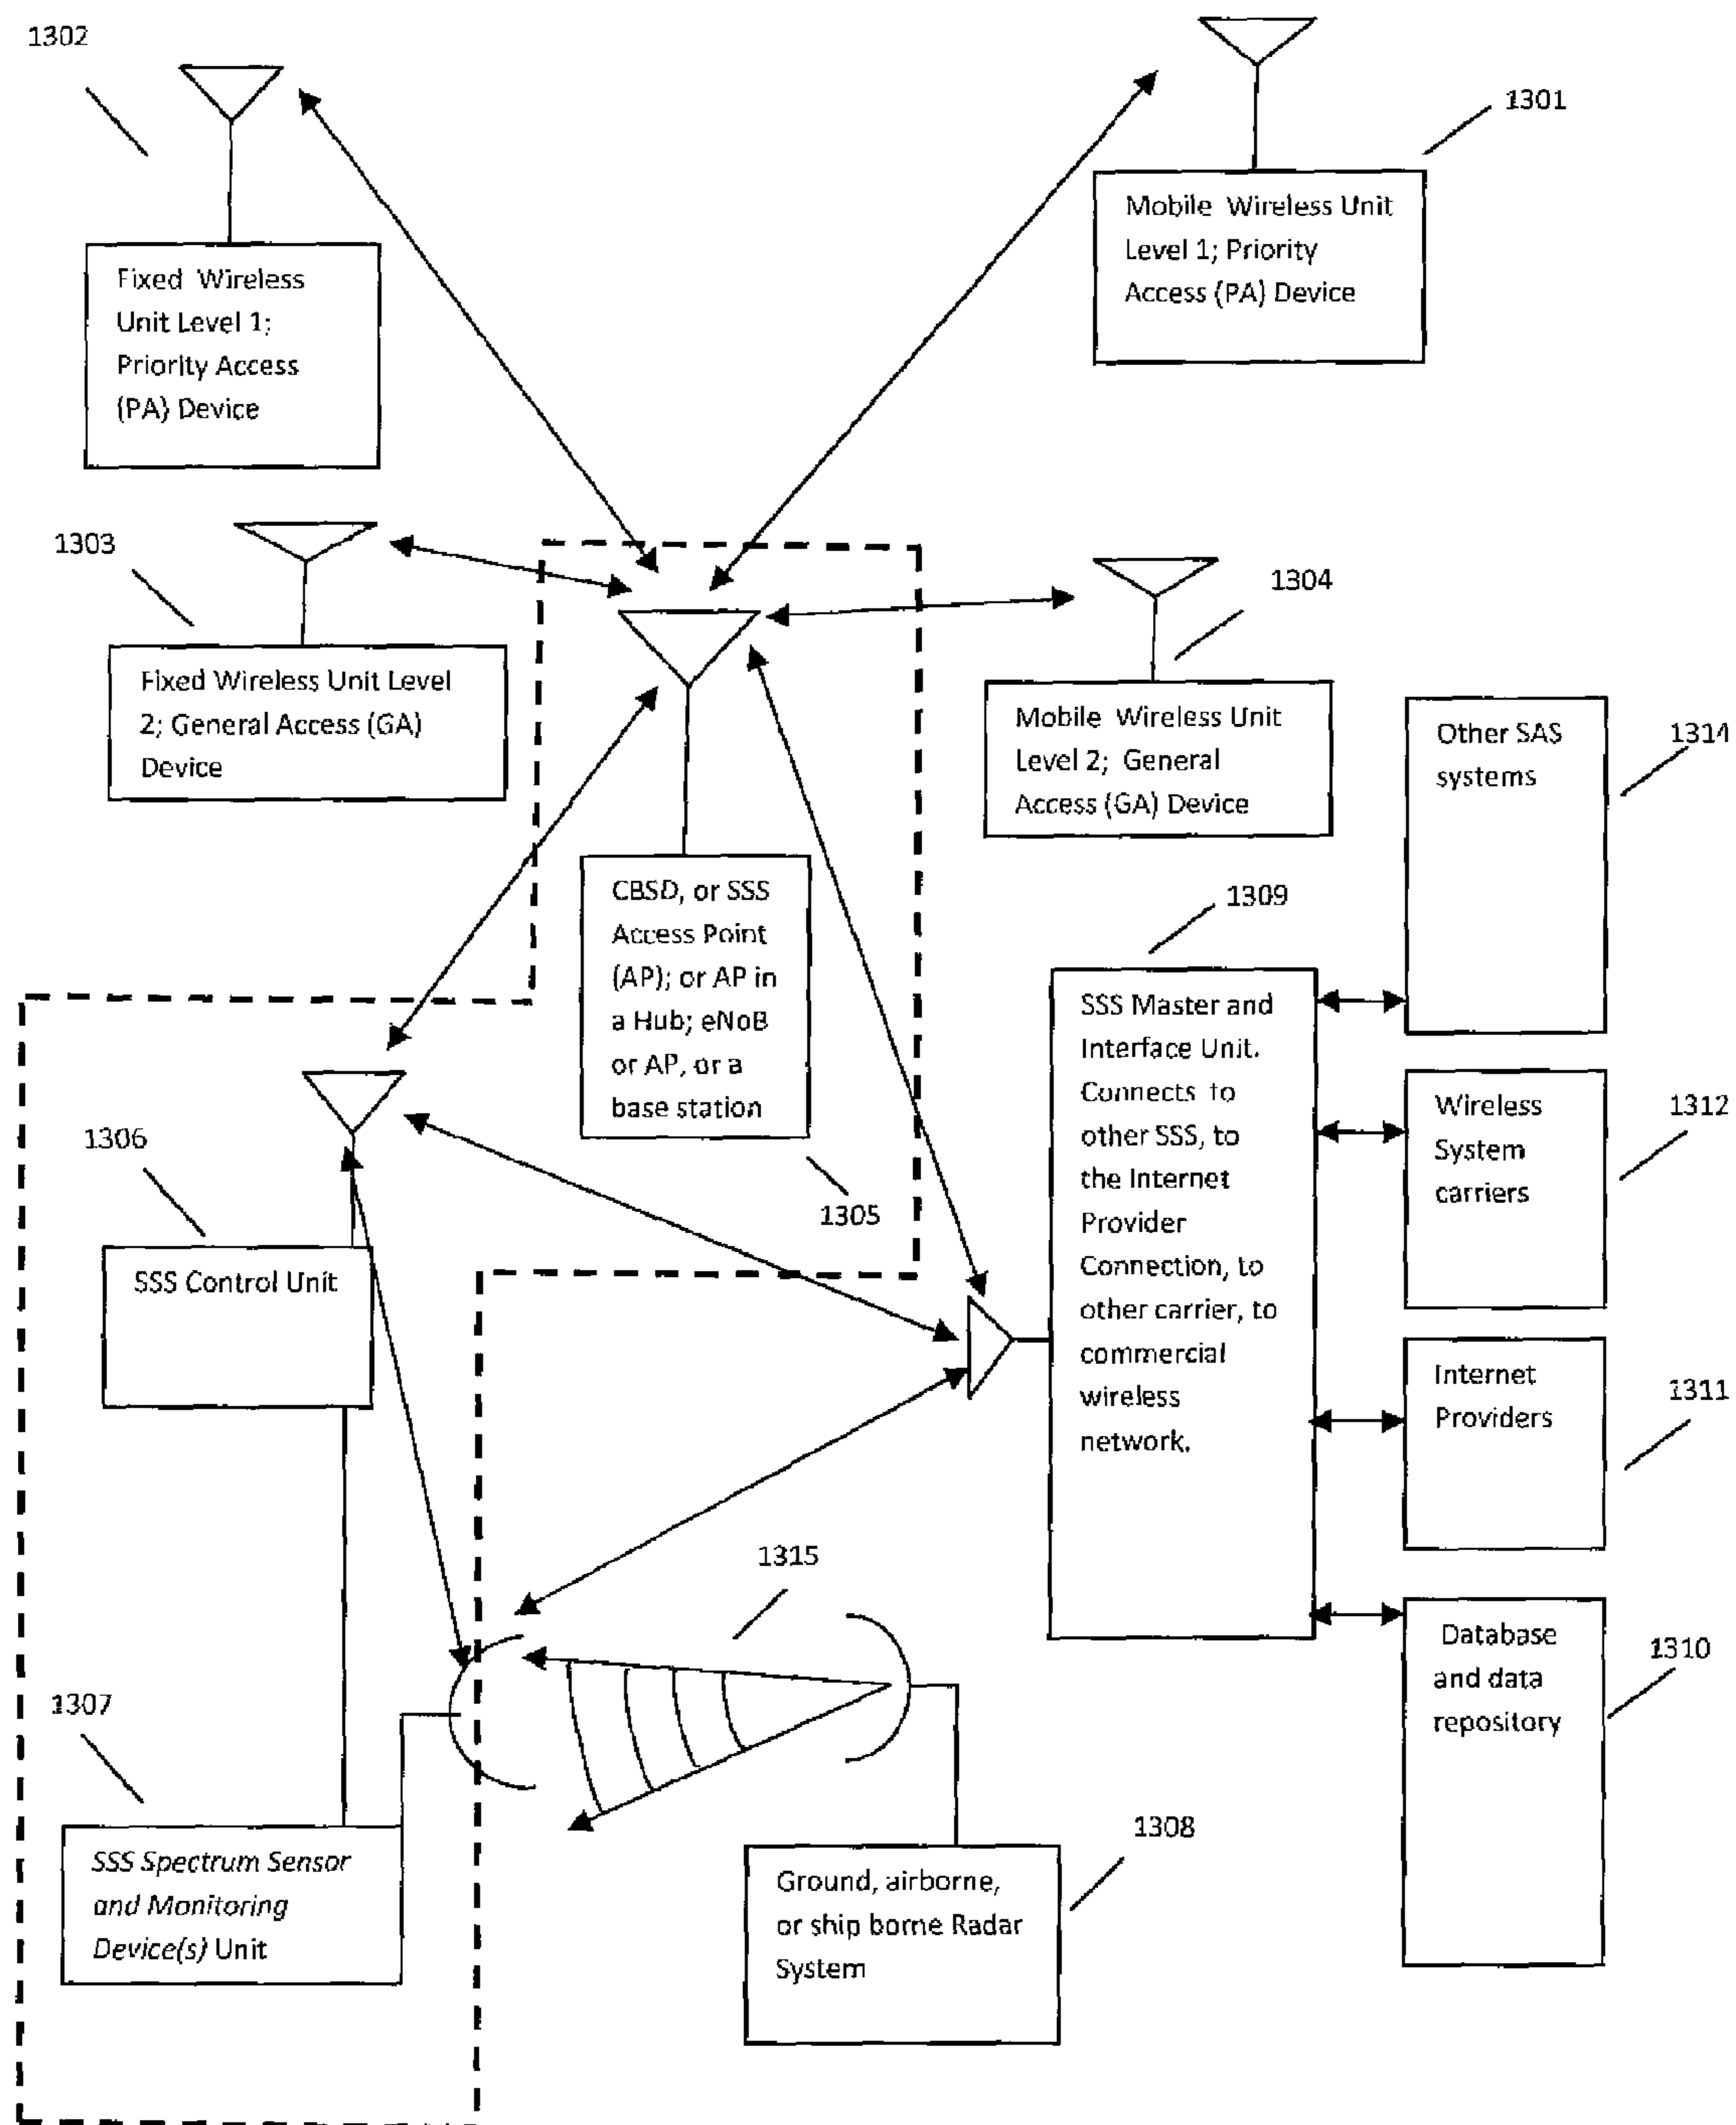 1302
1301
Mobile Wireless Unit
Level 1; Priority
Access (PA) Device
Fixed Wireless
Unit Level 1;
Priority Access
(PA) Device
1303
1304
Fixed Wireless Unit Level
2; General Access (GA)
Device
Mobile Wireless Unit
Level 2; General
Access (GA) Device
Other SAS
systems
1314
CBSD, or SSS
Access Point
(AP); or AP in
a Hub; eNoB
or AP, or a
base station
1305
1309
SSS Master and
Interface Unit.
Connects to
other SSS, to
the Internet
Provider
Connection, to
other carrier, to
commercial
wireless
network.
Wireless
System
carriers
1312
1306
SSS Control Unit
Internet
Providers
1311
1315
Database
and data
repository
1310
1307
SSS Spectrum Sensor
and Monitoring
Device(s) Unit
1308
Ground, airborne,
or ship borne Radar
System